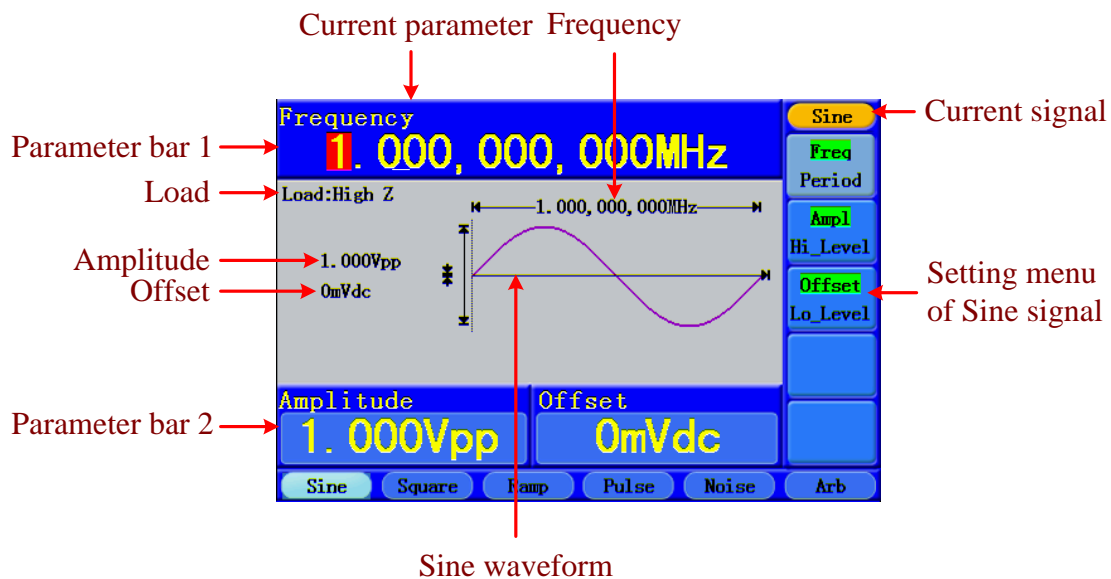 Current parameter
Frequency
Frequency
Sine
Current signal
Parameter bar 1
1.000,000,000MHz
Freq
Period
Load
Load:High Z
1.000,000,000MHz
Ampl
Hi_Level
Amplitude
1.000Vpp
Offset
0mVdc
Offset
Lo_Level
Setting menu
of Sine signal
Amplitude
Offset
Parameter bar 2
1.000Vpp
0mVdc
Sine
Square
Ramp
Pulse
Noise
Arb
Sine waveform